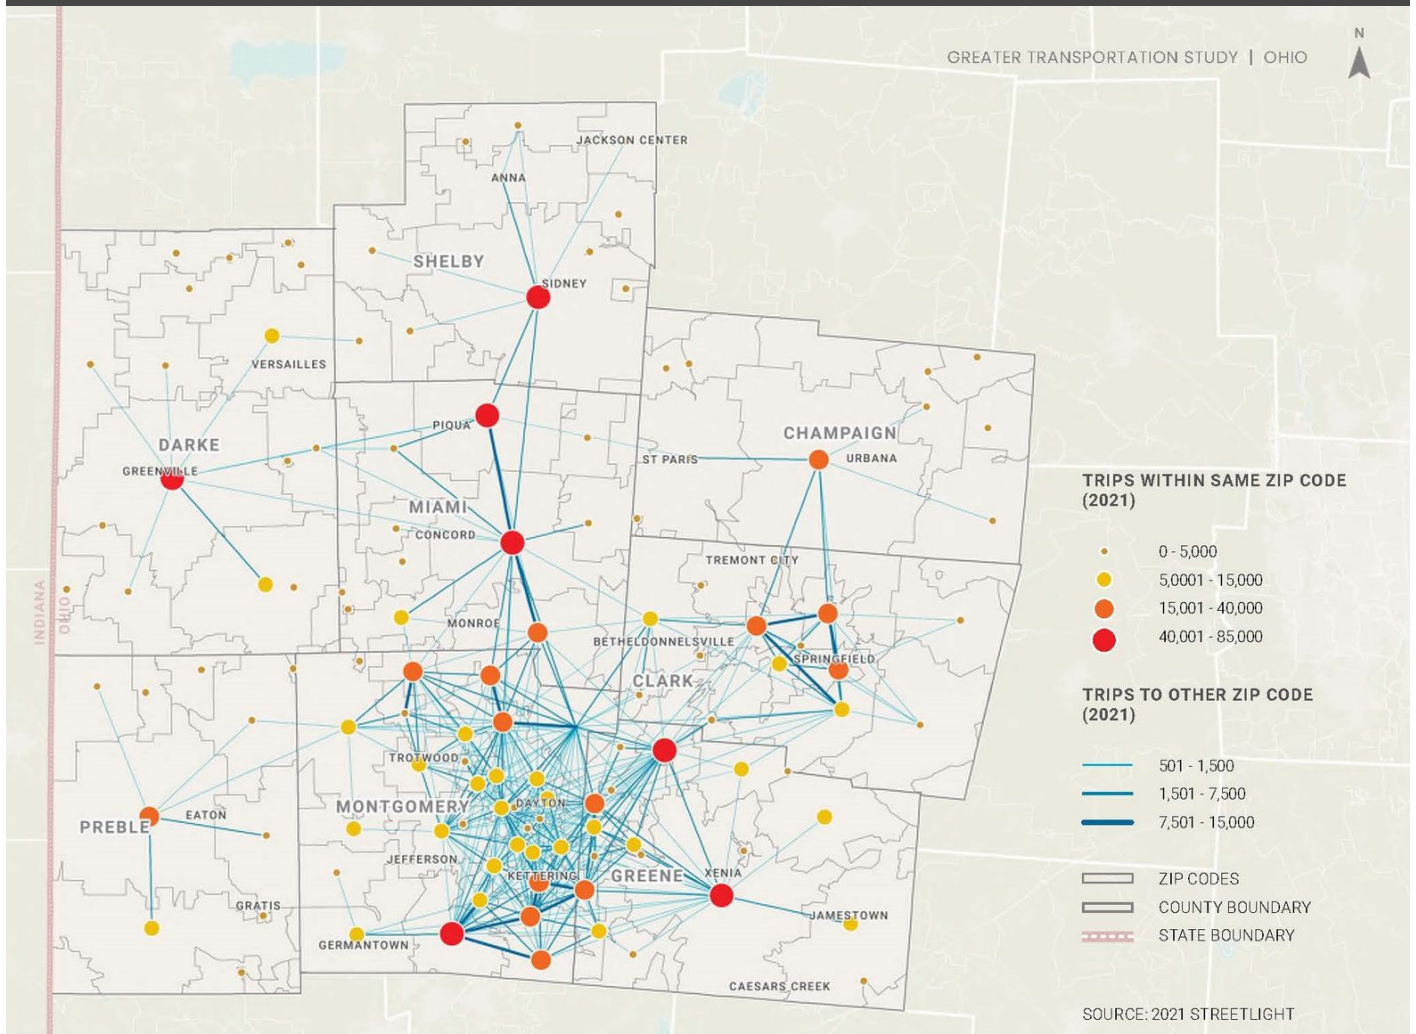 GREATER TRANSPORTATION STUDY | OHIO
N
JACKSON CENTER
ANNA
SHELBY
SIDNEY
VERSAILLES
PIQUA
DARKE
CHAMPAIGN
GREENVILLE
ST PARIS
URBANA
MIAMI
CONCORD
TREMONT CITY
INDIANA
OHIO
MONROE
BETHELDONNELSVILLE
SPRINGFIELD
CLARK
TROTWOOD
MONTGOMERY
DAYTON
EATON
PREBLE
JEFFERSON
KETTERING
GREENE
XENIA
GRATIS
JAMESTOWN
GERMANTOWN
CAESARS CREEK
TRIPS WITHIN SAME ZIP CODE
(2021)
0 - 5,000
5,0001 - 15,000
15,001 - 40,000
40,001 - 85,000
TRIPS TO OTHER ZIP CODE
(2021)
501 - 1,500
1,501 - 7,500
7,501 - 15,000
ZIP CODES
COUNTY BOUNDARY
STATE BOUNDARY
SOURCE: 2021 STREETLIGHT